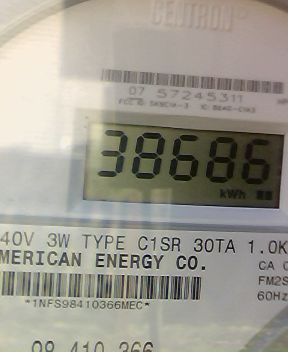 CENTRON
07 57245311
38686
kWh
40V 3W TYPE C1SR 30TA 1.0K
MERICAN ENERGY CO.
CA 0
FM2S
60Hz
*1NFS98410366MEC*
98 410 366